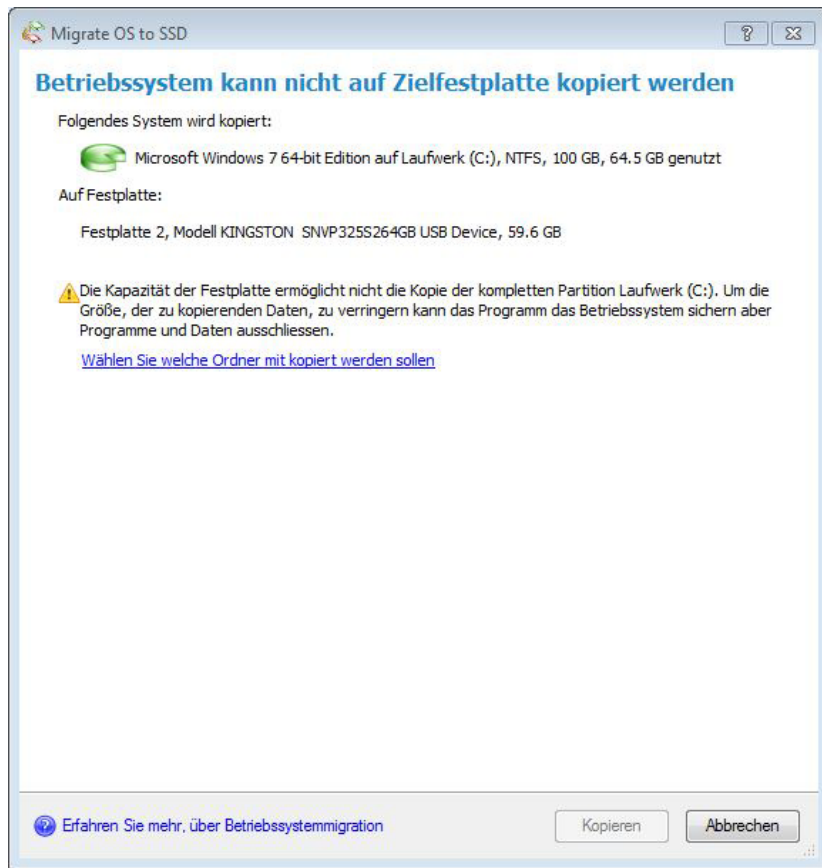 Migrate OS to SSD
Betriebssystem kann nicht auf Zielfestplatte kopiert werden
Folgendes System wird kopiert:
Microsoft Windows 7 64-bit Edition auf Laufwerk (C:), NTFS, 100 GB, 64.5 GB genutzt
Auf Festplatte:
Festplatte 2, Modell KINGSTON SNVP325S264GB USB Device, 59.6 GB
Die Kapazität der Festplatte ermöglicht nicht die Kopie der kompletten Partition Laufwerk (C:). Um die
Größe, der zu kopierenden Daten, zu verringern kann das Programm das Betriebssystem sichern aber
Programme und Daten ausschliessen.
Wählen Sie welche Ordner mit kopiert werden sollen
Erfahren Sie mehr, über Betriebssystemmigration
Kopieren
Abbrechen